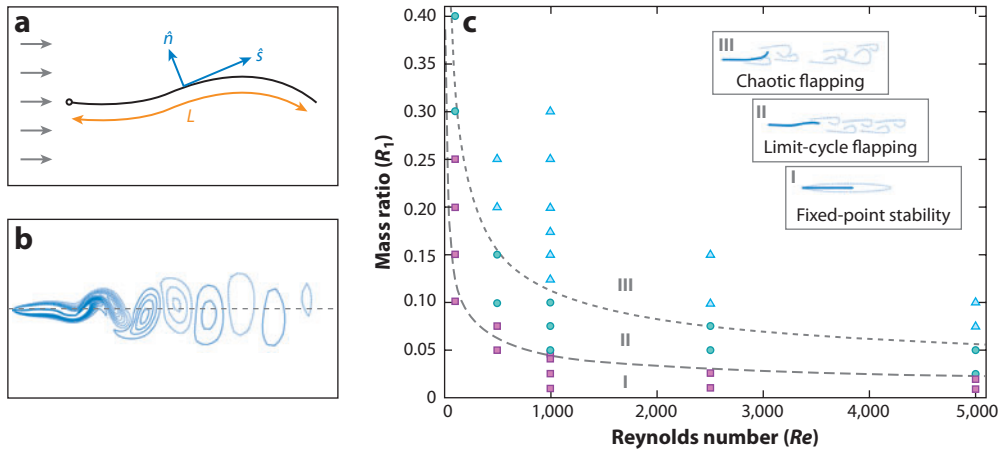 a
n̂
ŝ
L
b
c
Mass ratio (R₁)
0.40
0.35
0.30
0.25
0.20
0.15
0.10
0.05
0
0
1,000
2,000
3,000
4,000
5,000
Reynolds number (Re)
III
Chaotic flapping
II
Limit-cycle flapping
I
Fixed-point stability
III
II
I